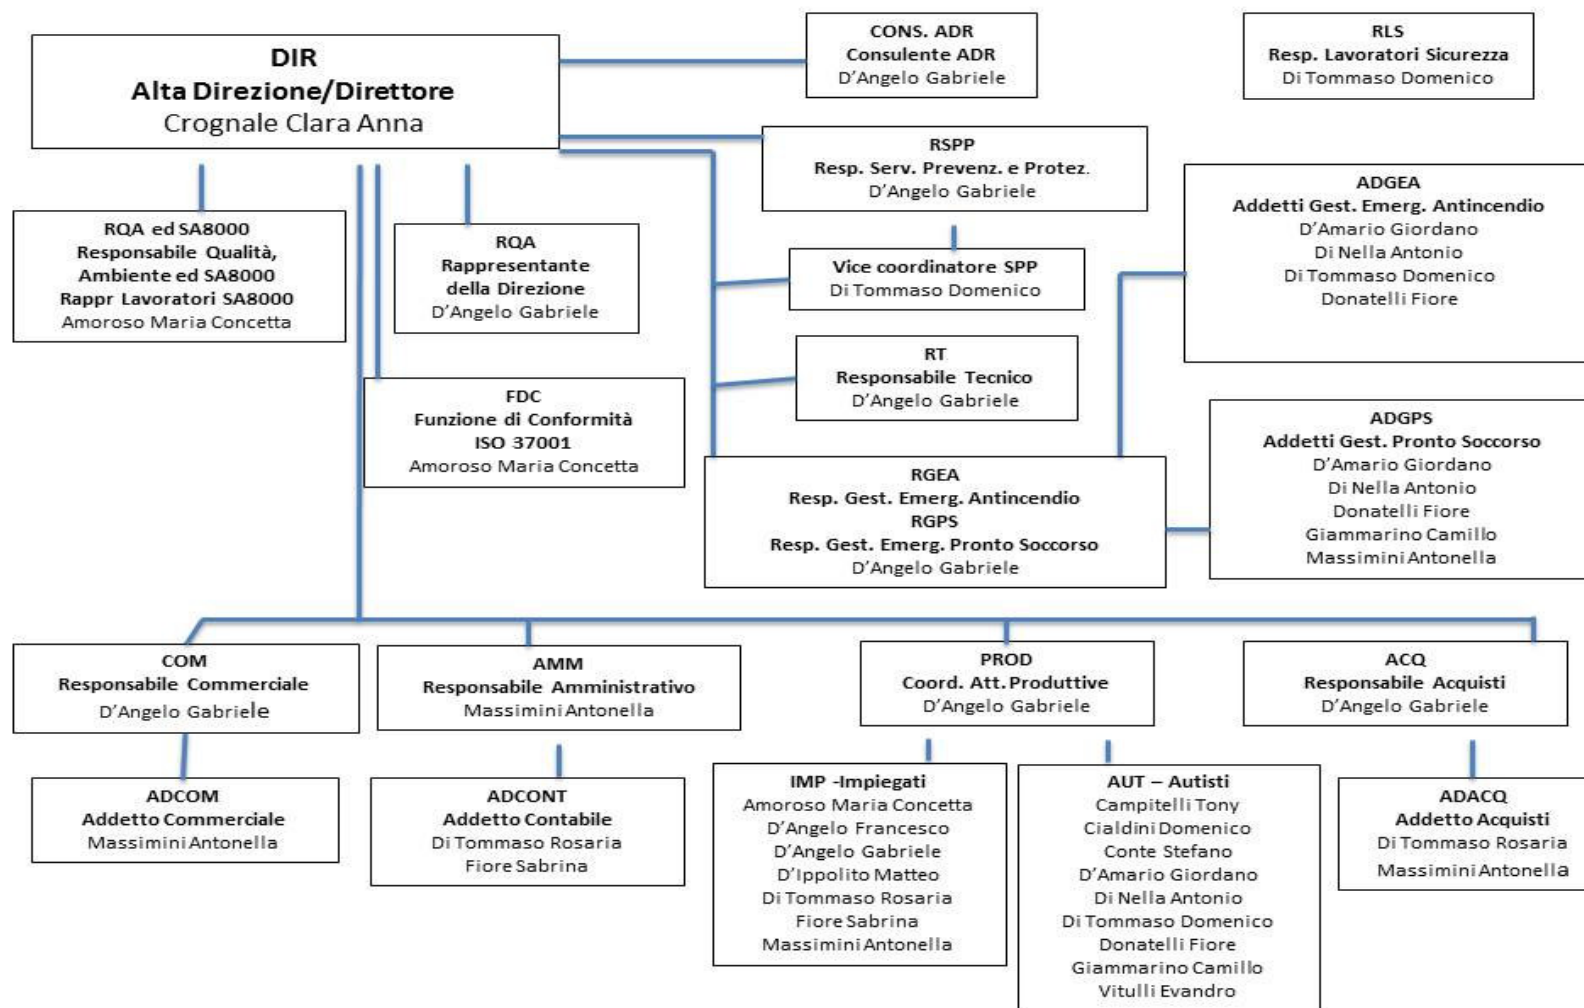 DIR
Alta Direzione/Direttore
Crognale Clara Anna
CONS. ADR
Consulente ADR
D'Angelo Gabriele
RLS
Resp. Lavoratori Sicurezza
Di Tommaso Domenico
RSPP
Resp. Serv. Prevenz. e Protez.
D'Angelo Gabriele
ADGEA
Addetti Gest. Emerg. Antincendio
D'Amario Giordano
Di Nella Antonio
Di Tommaso Domenico
Donatelli Fiore
RQA ed SA8000
Responsabile Qualità,
Ambiente ed SA8000
Rappr Lavoratori SA8000
Amoroso Maria Concetta
RQA
Rappresentante
della Direzione
D'Angelo Gabriele
Vice coordinatore SPP
Di Tommaso Domenico
RT
Responsabile Tecnico
D'Angelo Gabriele
FDC
Funzione di Conformità
ISO 37001
Amoroso Maria Concetta
ADGPS
Addetti Gest. Pronto Soccorso
D'Amario Giordano
Di Nella Antonio
Donatelli Fiore
Giammarino Camillo
Massimini Antonella
RGEA
Resp. Gest. Emerg. Antincendio
RGPS
Resp. Gest. Emerg. Pronto Soccorso
D'Angelo Gabriele
COM
Responsabile Commerciale
D'Angelo Gabriele
AMM
Responsabile Amministrativo
Massimini Antonella
PROD
Coord. Att. Produttive
D'Angelo Gabriele
ACQ
Responsabile Acquisti
D'Angelo Gabriele
ADCOM
Addetto Commerciale
Massimini Antonella
ADCONT
Addetto Contabile
Di Tommaso Rosaria
Fiore Sabrina
IMP -Impiegati
Amoroso Maria Concetta
D'Angelo Francesco
D'Angelo Gabriele
D'Ippolito Matteo
Di Tommaso Rosaria
Fiore Sabrina
Massimini Antonella
AUT – Autisti
Campitelli Tony
Cialdini Domenico
Conte Stefano
D'Amario Giordano
Di Nella Antonio
Di Tommaso Domenico
Donatelli Fiore
Giammarino Camillo
Vitulli Evandro
ADACQ
Addetto Acquisti
Di Tommaso Rosaria
Massimini Antonella